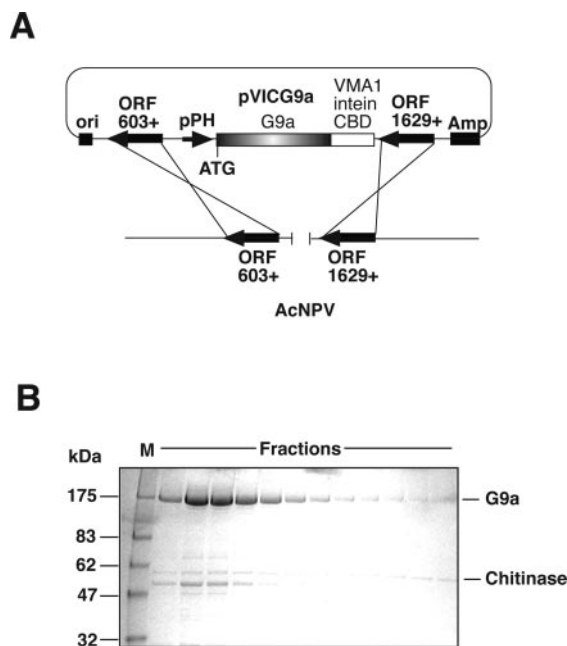 A
VMA1
ORF pPH pVICG9a intein ORF
ori 603+ G9a CBD 1629+ Amp
ATG
ORF ORF
603+ 1629+
AcNPV
B
kDa M Fractions
175 G9a
83
62
Chitinase
47
32